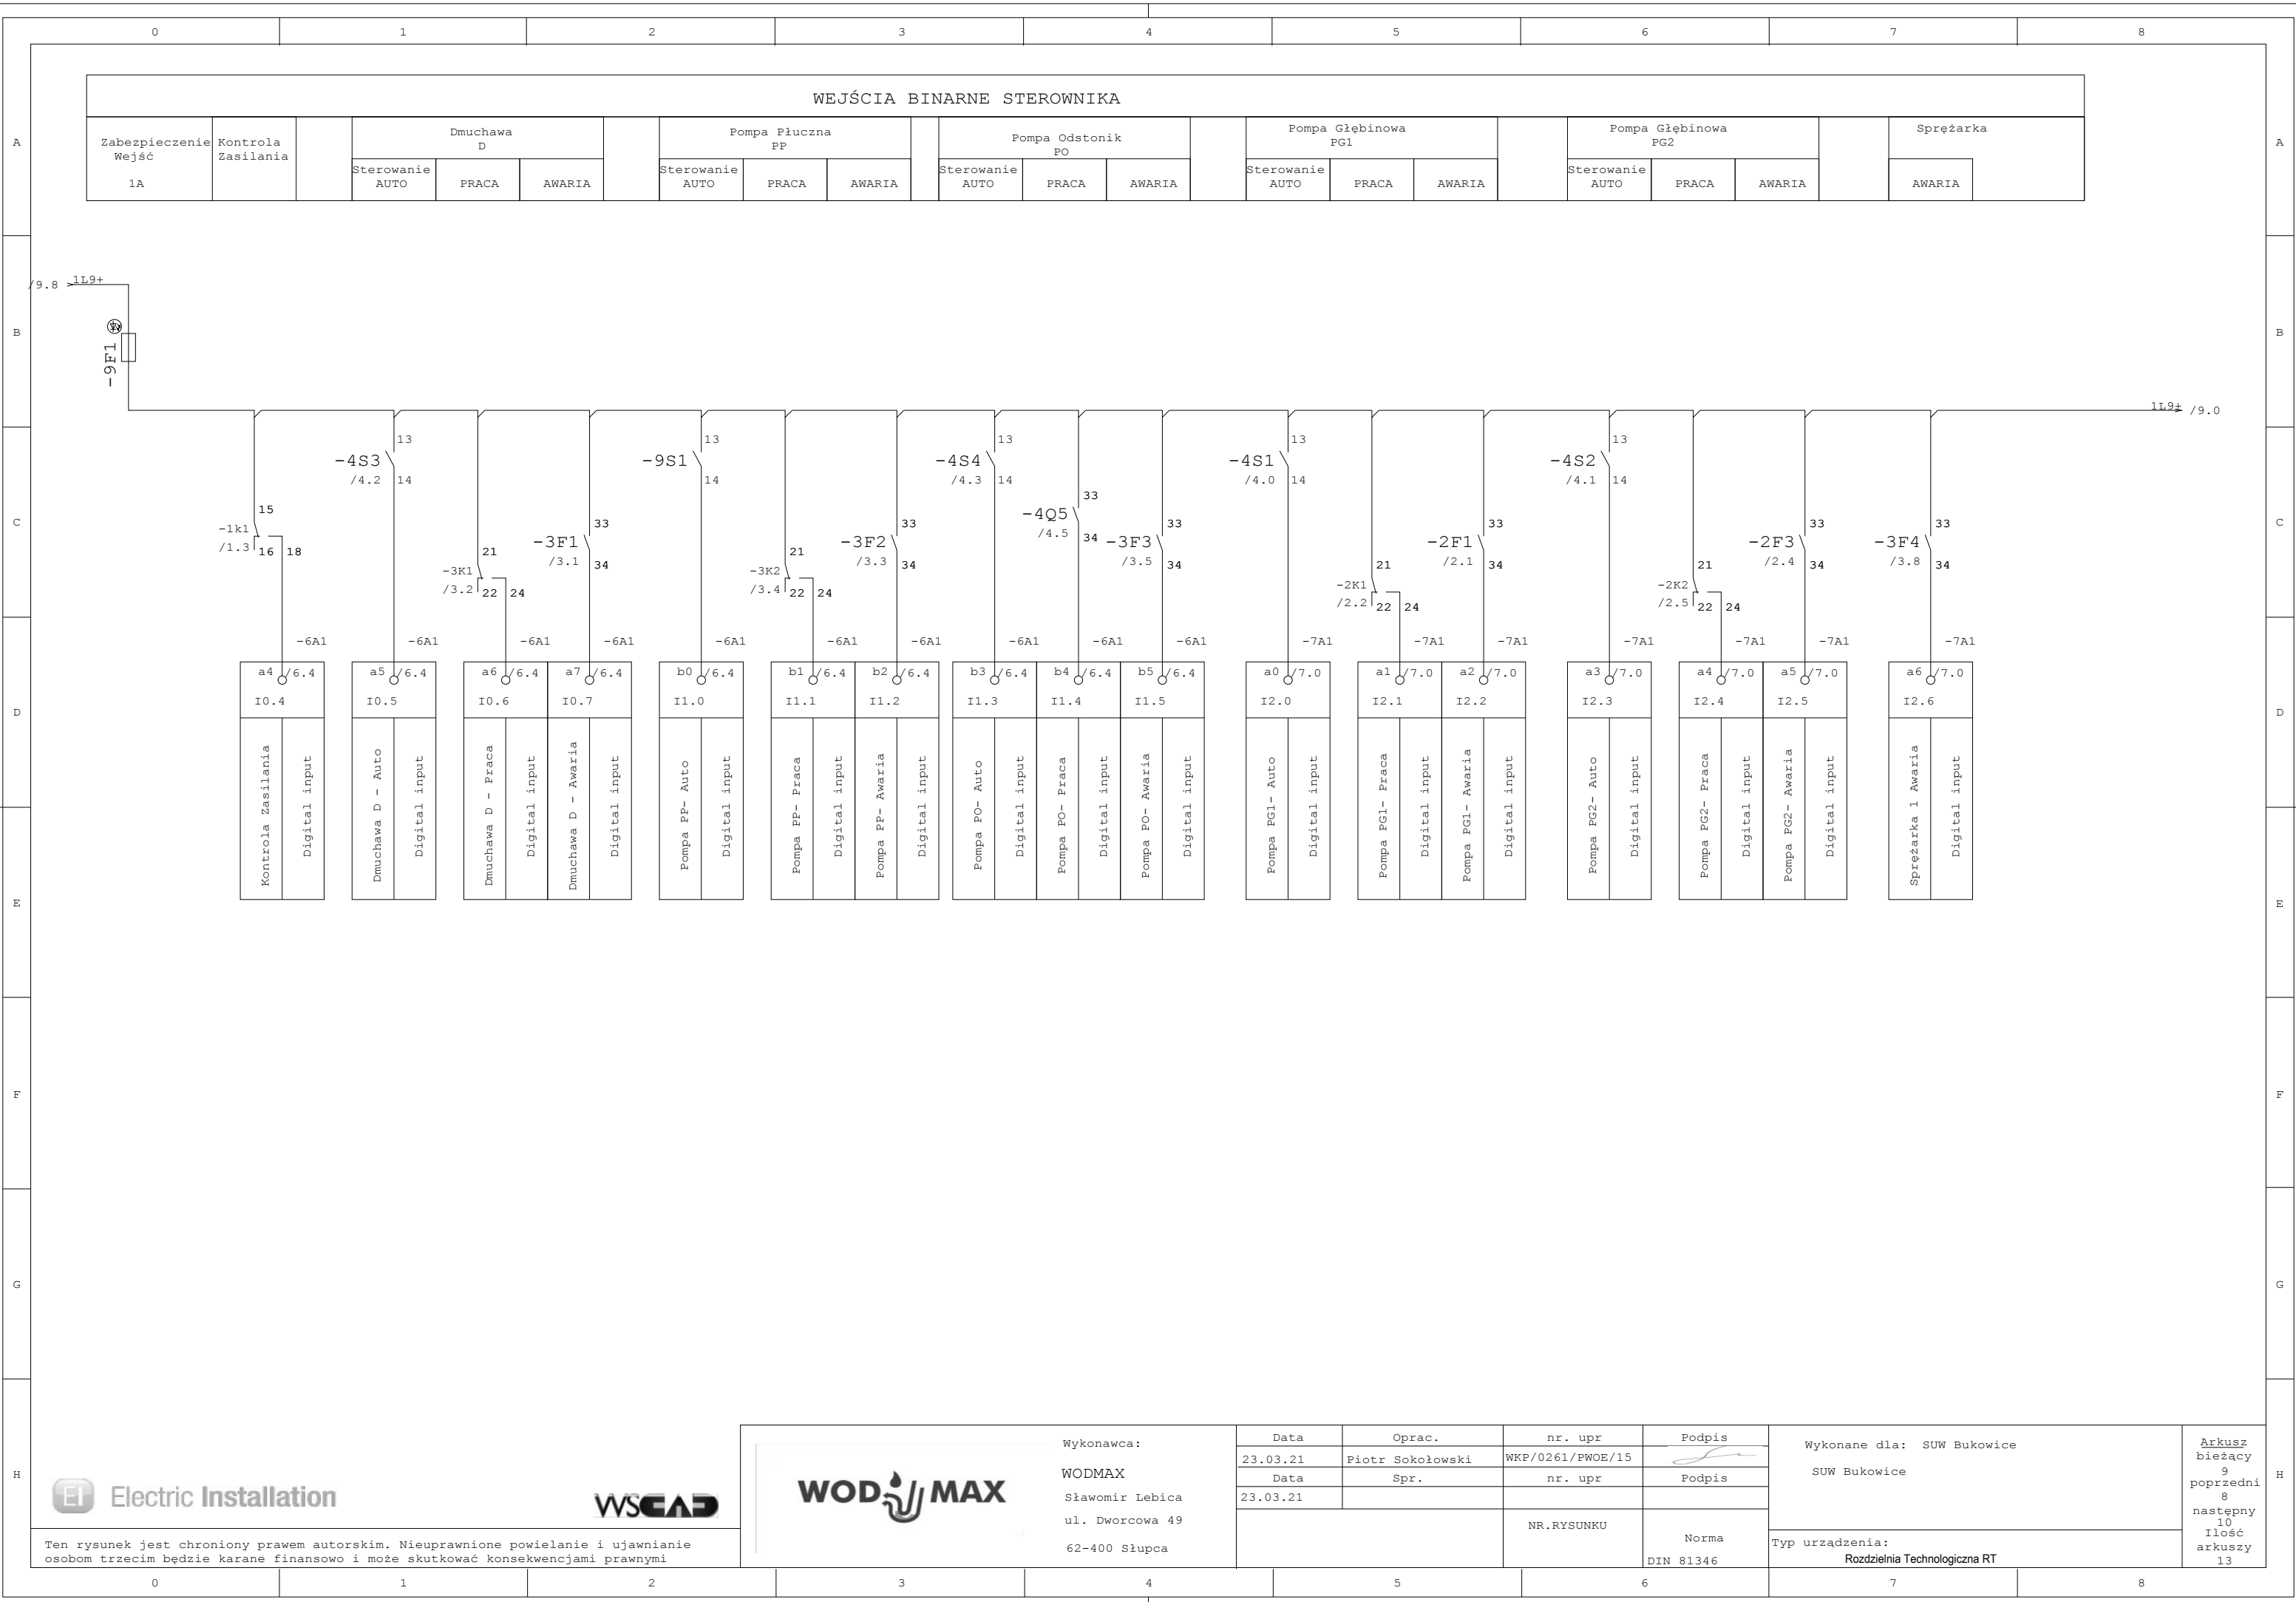 0 1 2 3 4 5 6 7 8
WEJŚCIA BINARNE STEROWNIKA
Zabezpieczenie
Wejść
1A
Kontrola
Zasilania
Dmuchawa
D
Sterowanie
AUTO
PRACA
AWARIA
Pompa Płuczna
PP
Sterowanie
AUTO
PRACA
AWARIA
Pompa Odstonik
PO
Sterowanie
AUTO
PRACA
AWARIA
Pompa Głębinowa
PG1
Sterowanie
AUTO
PRACA
AWARIA
Pompa Głębinowa
PG2
Sterowanie
AUTO
PRACA
AWARIA
Sprężarka
AWARIA
A A
/9.8 1L9+
B B
-9F1
1L9+ /9.0
C C
-1k1
/1.3
15
16 18
-4S3
/4.2
13
14
-3K1
/3.2
21
22 24
-3F1
/3.1
33
34
-9S1
13
14
-3K2
/3.4
21
22 24
-3F2
/3.3
33
34
-4S4
/4.3
13
14
-4Q5
/4.5
33
34
-3F3
/3.5
33
34
-4S1
/4.0
13
14
-2K1
/2.2
21
22 24
-2F1
/2.1
33
34
-4S2
/4.1
13
14
-2K2
/2.5
21
22 24
-2F3
/2.4
33
34
-3F4
/3.8
33
34
-6A1 -6A1 -6A1 -6A1 -6A1 -6A1 -6A1 -6A1 -6A1 -6A1 -7A1 -7A1 -7A1 -7A1 -7A1 -7A1 -7A1
a4 /6.4 a5 /6.4 a6 /6.4 a7 /6.4 b0 /6.4 b1 /6.4 b2 /6.4 b3 /6.4 b4 /6.4 b5 /6.4 a0 /7.0 a1 /7.0 a2 /7.0 a3 /7.0 a4 /7.0 a5 /7.0 a6 /7.0
D I0.4 I0.5 I0.6 I0.7 I1.0 I1.1 I1.2 I1.3 I1.4 I1.5 I2.0 I2.1 I2.2 I2.3 I2.4 I2.5 I2.6 D
Kontrola Zasilania
Digital input
Dmuchawa D - Auto
Digital input
Dmuchawa D - Praca
Digital input
Dmuchawa D - Awaria
Digital input
Pompa PP- Auto
Digital input
Pompa PP- Praca
Digital input
Pompa PP- Awaria
Digital input
Pompa PO- Auto
Digital input
Pompa PO- Praca
Digital input
Pompa PO- Awaria
Digital input
Pompa PG1- Auto
Digital input
Pompa PG1- Praca
Digital input
Pompa PG1- Awaria
Digital input
Pompa PG2- Auto
Digital input
Pompa PG2- Praca
Digital input
Pompa PG2- Awaria
Digital input
Sprężarka 1 Awaria
Digital input
E E
F F
G G
H H
EI Electric Installation
WSCAD
Ten rysunek jest chroniony prawem autorskim. Nieuprawnione powielanie i ujawnianie
osobom trzecim będzie karane finansowo i może skutkować konsekwencjami prawnymi
WOD MAX
Wykonawca:
WODMAX
Sławomir Lebica
ul. Dworcowa 49
62-400 Słupca
Data Oprac. nr. upr Podpis
23.03.21 Piotr Sokołowski WKP/0261/PWOE/15
Data Spr. nr. upr Podpis
23.03.21
NR.RYSUNKU
Norma
DIN 81346
Wykonane dla: SUW Bukowice
SUW Bukowice
Typ urządzenia:
Rozdzielnia Technologiczna RT
Arkusz
bieżący
9
poprzedni
8
następny
10
Ilość
arkuszy
13
0 1 2 3 4 5 6 7 8